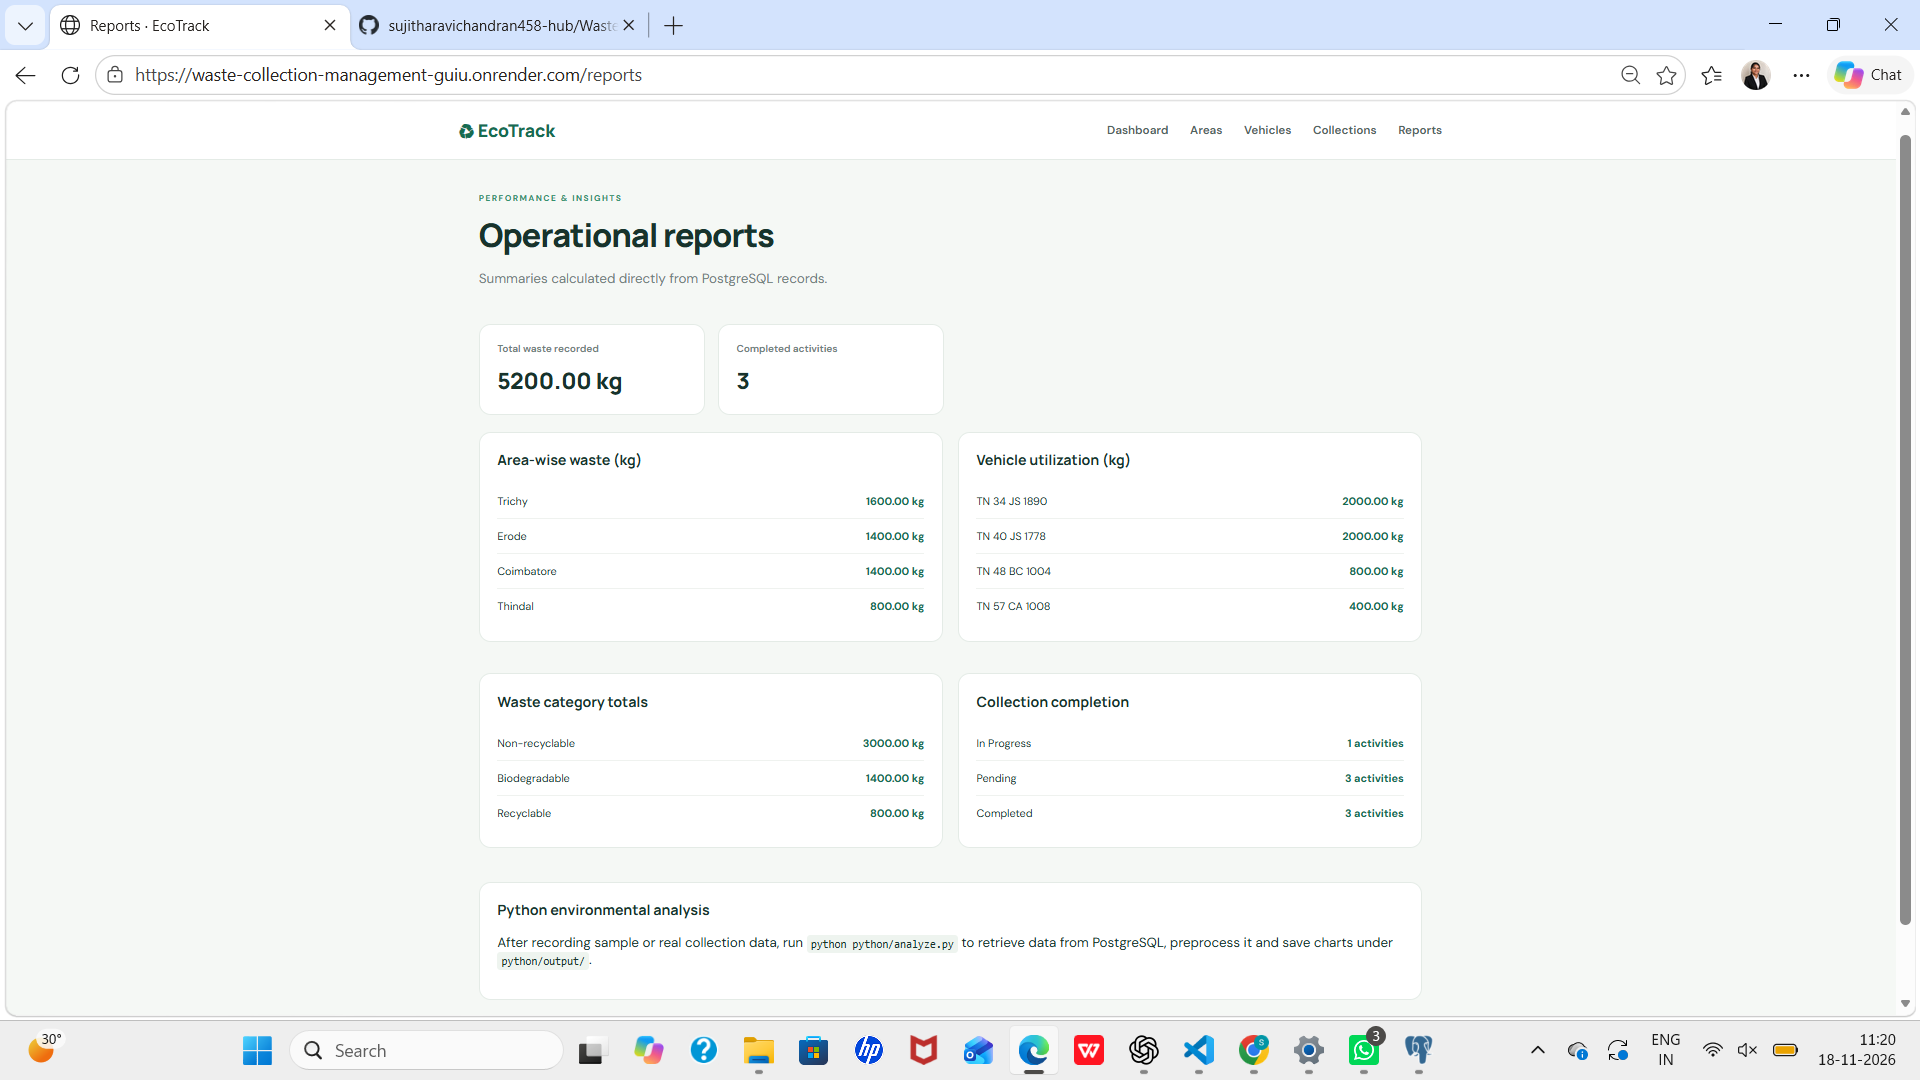 Reports · EcoTrack
sujitharavichandran458-hub/Waste
https://waste-collection-management-guiu.onrender.com/reports
Chat
EcoTrack
Dashboard Areas Vehicles Collections Reports
PERFORMANCE & INSIGHTS
Operational reports
Summaries calculated directly from PostgreSQL records.
Total waste recorded
5200.00 kg
Completed activities
3
Area-wise waste (kg)
Trichy 1600.00 kg
Erode 1400.00 kg
Coimbatore 1400.00 kg
Thindal 800.00 kg
Vehicle utilization (kg)
TN 34 JS 1890 2000.00 kg
TN 40 JS 1778 2000.00 kg
TN 48 BC 1004 800.00 kg
TN 57 CA 1008 400.00 kg
Waste category totals
Non-recyclable 3000.00 kg
Biodegradable 1400.00 kg
Recyclable 800.00 kg
Collection completion
In Progress 1 activities
Pending 3 activities
Completed 3 activities
Python environmental analysis
After recording sample or real collection data, run python python/analyze.py to retrieve data from PostgreSQL, preprocess it and save charts under
python/output/ .
30°
Search
hp
W
S
3
ENG
IN
11:20
18-11-2026